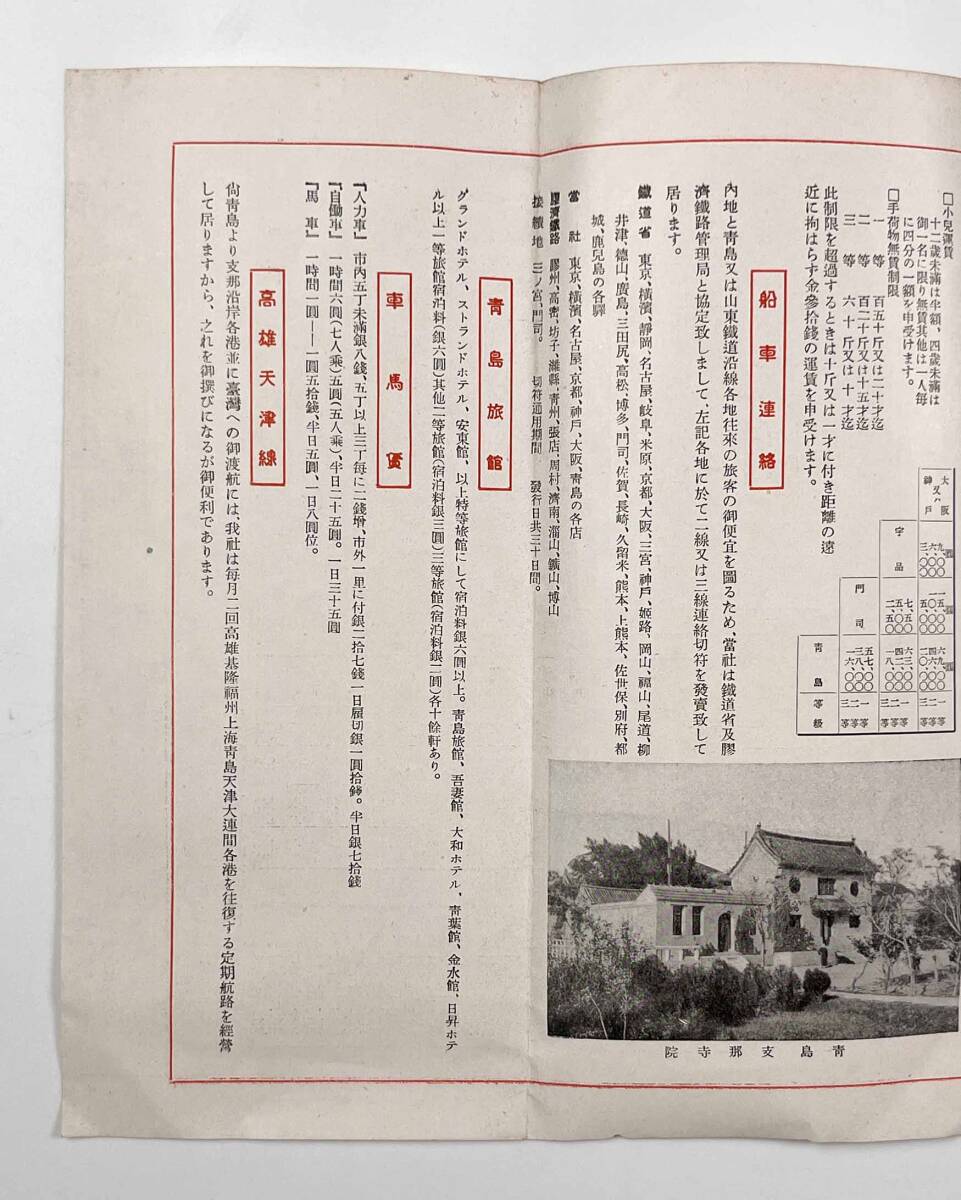 □小兒運賃
十二歲未滿は半額、四歲未滿は
御一名に限り無賃其他は一人每
に四分の一額を申受けます。
□手荷物無賃制限
一等 百五十斤又は二十才迄
二等 百二十斤又は十五才迄
三等 六十斤又は十才迄
此制限を超過するときは十斤又は一才に付き距離の遠
近に拘はらず金參拾錢の運賃を申受けます。
大阪
又ハ
神戶
宇品
門司
靑島
等級
一等
二等
三等
一等
二等
三等
一等
二等
三等
船車連絡
內地と靑島又は山東鐵道沿線各地往來の旅客の御便宜を圖るため、當社は鐵道省及膠
濟鐵路管理局と協定致しまして、左記各地に於て二線又は三線連絡切符を發賣致して
居ります。
鐵道省 東京、橫濱、靜岡、名古屋、岐阜、米原、京都、大阪、三宮、神戶、姬路、岡山、福山、尾道、柳
井津、德山、廣島、三田尻、高松、博多、門司、佐賀、長崎、久留米、熊本、上熊本、佐世保、別府、都
城、鹿兒島の各驛
當社 東京、橫濱、名古屋、京都、神戶、大阪、靑島の各店
膠濟鐵路 膠州、高密、坊子、濰縣、靑州、張店、周村、濟南、淄山、鑛山、博山
接續地 三ノ宮、門司。 切符通用期間 發行日共三十日間。
靑島旅館
グランドホテル、ストランドホテル、安東館、以上特等旅館にして宿泊料銀六圓以上。靑島旅館、吾妻館、大和ホテル、靑葉館、金水館、日昇ホテ
ル以上一等旅館宿泊料(銀六圓)其他二等旅館(宿泊料銀三圓)三等旅館(宿泊料銀二圓)各十餘軒あり。
車馬賃
『人力車』 市內五丁未滿銀八錢、五丁以上三丁每に二錢增、市外一里に付銀二拾七錢一日雇切銀一圓拾錢。半日銀七拾錢
『自働車』 一時間六圓(七人乘)五圓(五人乘)、半日二十五圓。一日三十五圓
『馬車』 一時間一圓——一圓五拾錢、半日五圓、一日八圓位。
高雄天津線
尙靑島より支那沿岸各港並に臺灣への御渡航には、我社は每月二回高雄基隆福州上海靑島天津大連間各港を往復する定期航路を經營
して居りますから、之れを御撰びになるが御便利であります。
靑島支那寺院